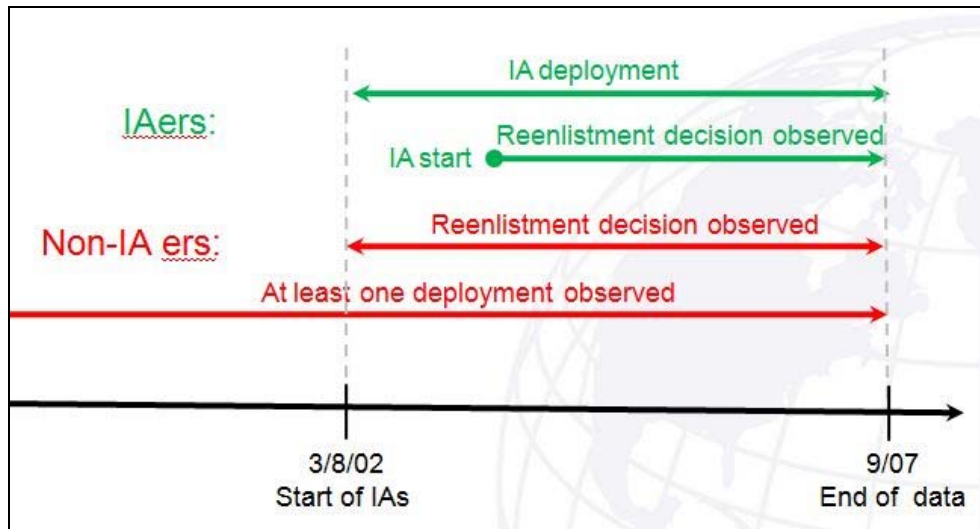 IA deployment
IAers:
Reenlistment decision observed
IA start
Reenlistment decision observed
Non-IA ers:
At least one deployment observed
3/8/02
Start of IAs
9/07
End of data